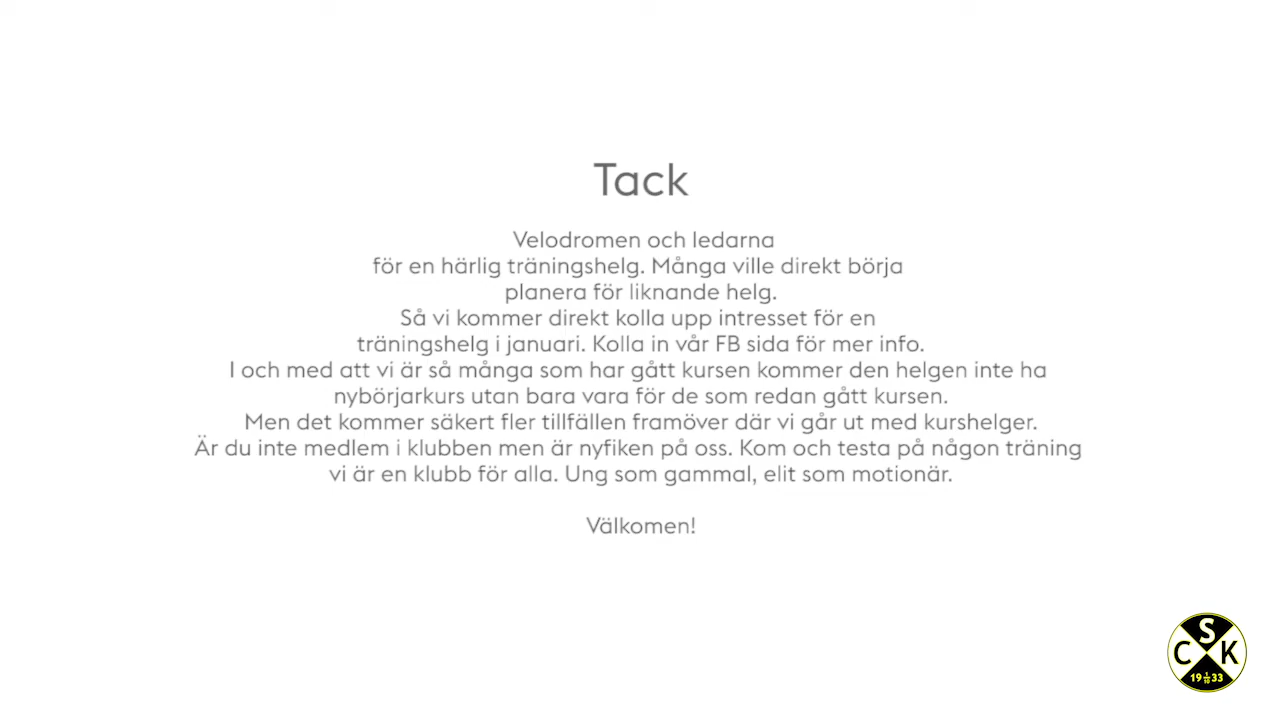 Tack
Velodromen och ledarna
för en härlig träningshelg. Många ville direkt börja
planera för liknande helg.
Så vi kommer direkt kolla upp intresset för en
träningshelg i januari. Kolla in vår FB sida för mer info.
I och med att vi är så många som har gått kursen kommer den helgen inte ha
nybörjarkurs utan bara vara för de som redan gått kursen.
Men det kommer säkert fler tillfällen framöver där vi går ut med kurshelger.
Är du inte medlem i klubben men är nyfiken på oss. Kom och testa på någon träning
vi är en klubb för alla. Ung som gammal, elit som motionär.
Välkomen!
S
C K
19 1/10 33